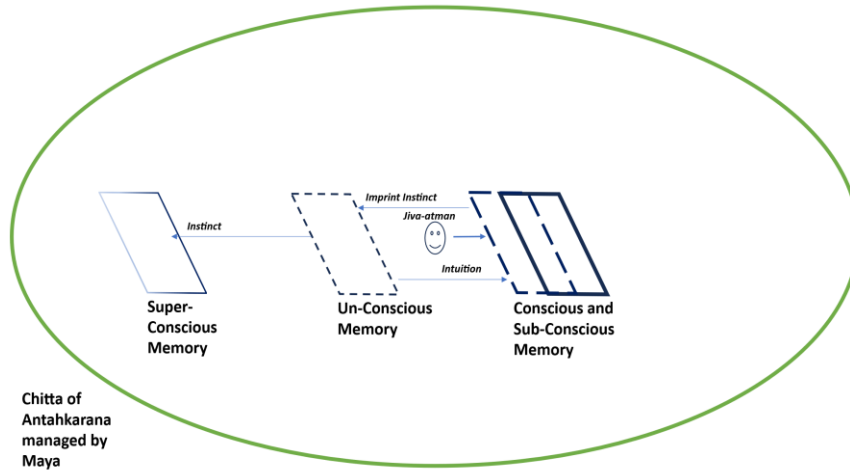 Imprint Instinct
Jiva-atman
Instinct
Intuition
Super-
Conscious
Memory
Un-Conscious
Memory
Conscious and
Sub-Conscious
Memory
Chitta of
Antahkarana
managed by
Maya